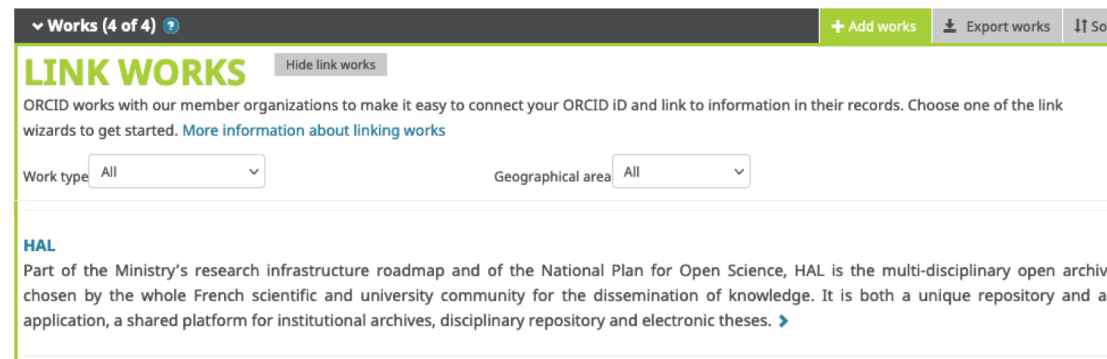 Works (4 of 4) ? + Add works Export works
LINK WORKS Hide link works
ORCID works with our member organizations to make it easy to connect your ORCID iD and link to information in their records. Choose one of the link
wizards to get started. More information about linking works
Work type All Geographical area All
HAL
Part of the Ministry’s research infrastructure roadmap and of the National Plan for Open Science, HAL is the multi-disciplinary open
chosen by the whole French scientific and university community for the dissemination of knowledge. It is both a unique repository and
application, a shared platform for institutional archives, disciplinary repository and electronic theses.